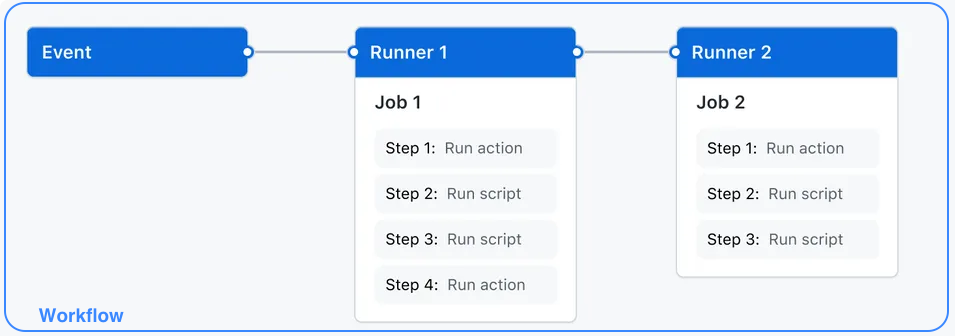 Event
Runner 1
Job 1
Step 1: Run action
Step 2: Run script
Step 3: Run script
Step 4: Run action
Runner 2
Job 2
Step 1: Run action
Step 2: Run script
Step 3: Run script
Workflow